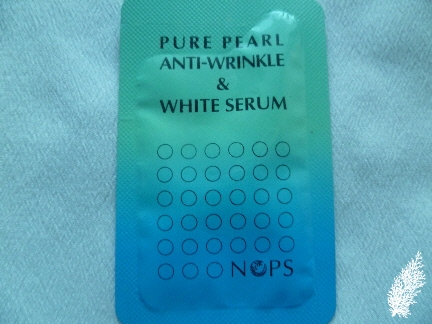 PURE PEARL
ANTI-WRINKLE
&
WHITE SERUM
NOPS